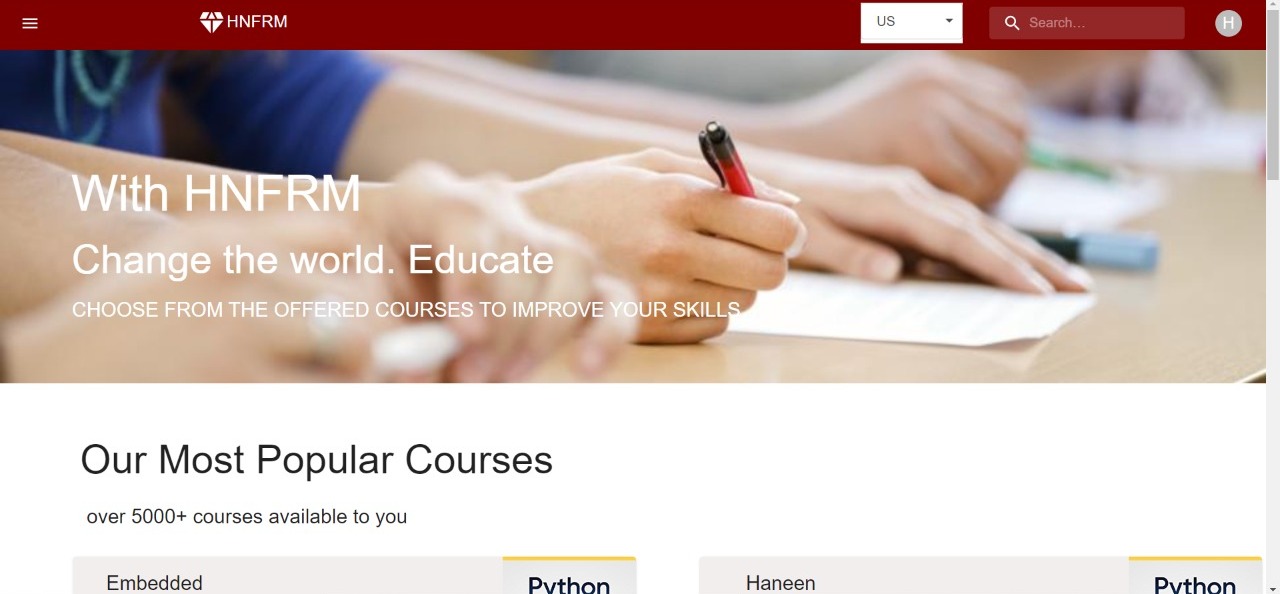 HNFRM
US
Search...
H
With HNFRM
Change the world. Educate
CHOOSE FROM THE OFFERED COURSES TO IMPROVE YOUR SKILLS
Our Most Popular Courses
over 5000+ courses available to you
Embedded
Python
Haneen
Python